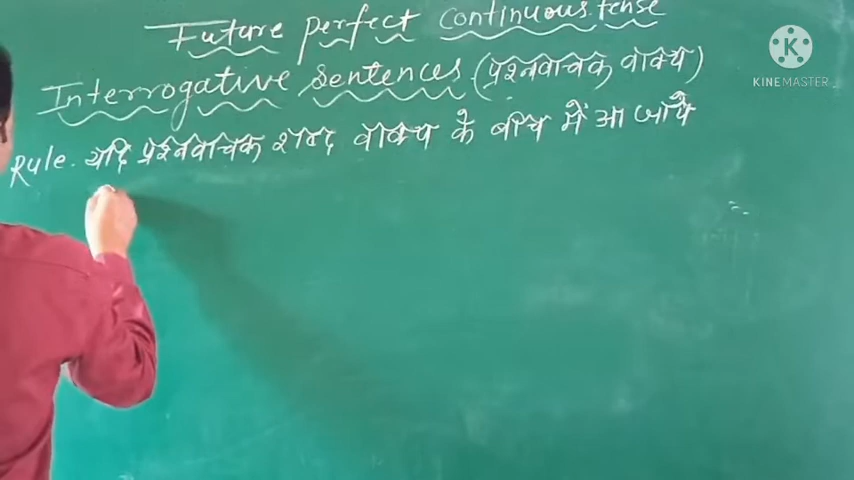 Future perfect continuous tense
Interrogative Sentences (प्रश्नवाचक वाक्य)
Rule. यदि प्रश्नवाचक शब्द वाक्य के बीच में आ जाये
KINEMASTER